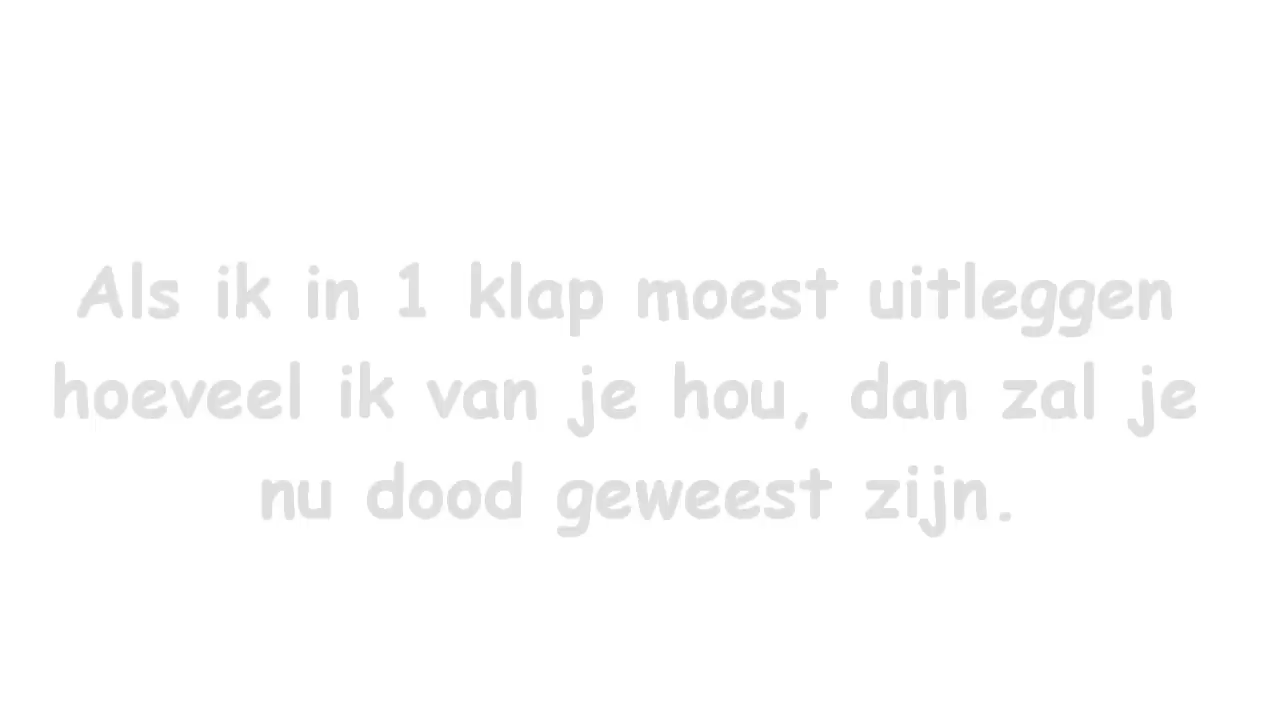 Als ik in 1 klap moest uitleggen
hoeveel ik van je hou, dan zal je
nu dood geweest zijn.